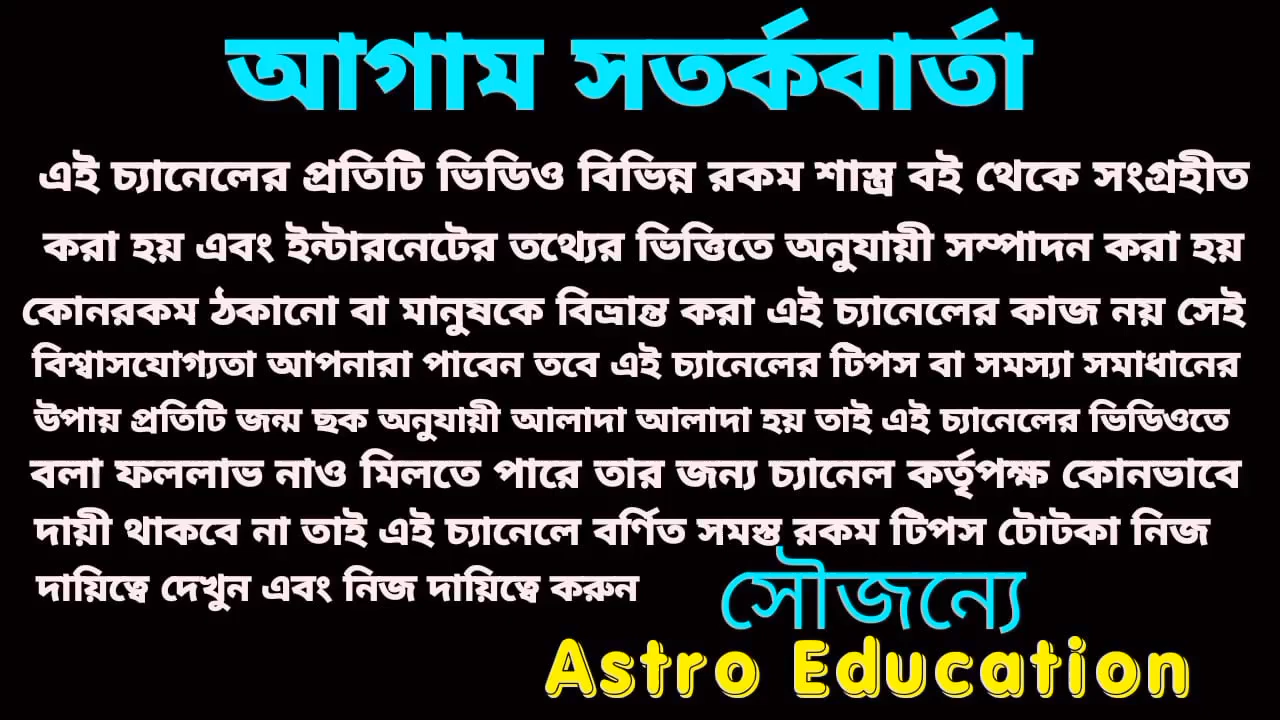 আগাম সতর্কবার্তা
এই চ্যানেলের প্রতিটি ভিডিও বিভিন্ন রকম শাস্ত্র বই থেকে সংগ্রহীত
করা হয় এবং ইন্টারনেটের তথ্যের ভিত্তিতে অনুযায়ী সম্পাদন করা হয়
কোনরকম ঠকানো বা মানুষকে বিভ্রান্ত করা এই চ্যানেলের কাজ নয় সেই
বিশ্বাসযোগ্যতা আপনারা পাবেন তবে এই চ্যানেলের টিপস বা সমস্যা সমাধানের
উপায় প্রতিটি জন্ম ছক অনুযায়ী আলাদা আলাদা হয় তাই এই চ্যানেলের ভিডিওতে
বলা ফললাভ নাও মিলতে পারে তার জন্য চ্যানেল কর্তৃপক্ষ কোনভাবে
দায়ী থাকবে না তাই এই চ্যানেলে বর্ণিত সমস্ত রকম টিপস টোটকা নিজ
দায়িত্বে দেখুন এবং নিজ দায়িত্বে করুন
সৌজন্যে
Astro Education